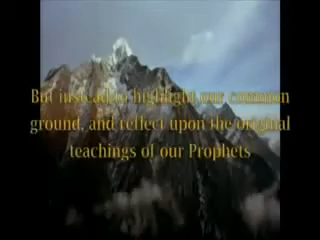 But instead to highlight our common
ground, and reflect upon the original
teachings of our Prophets